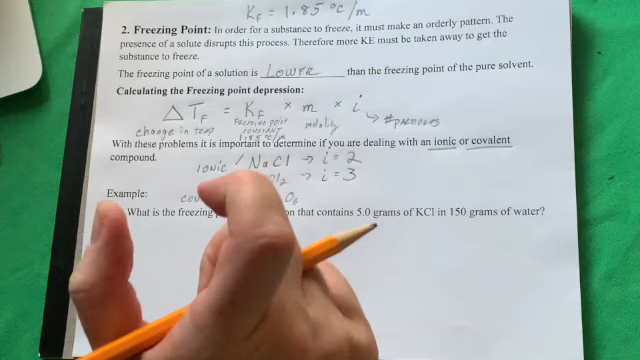 KF = 1.85 °C/m
2. Freezing Point: In order for a substance to freeze, it must make an orderly pattern. The
presence of a solute disrupts this process. Therefore more KE must be taken away to get the
substance to freeze.
The freezing point of a solution is LOWER than the freezing point of the pure solvent.
Calculating the Freezing point depression:
Δ TF = KF × m × i → # PARTICLES
change in temp FREEZING POINT CONSTANT molality
1.85 °C/m
With these problems it is important to determine if you are dealing with an ionic or covalent
compound.
IONIC / NaCl → i = 2
Cl2 → i = 3
Example: O6
What is the freezing on that contains 5.0 grams of KCl in 150 grams of water?